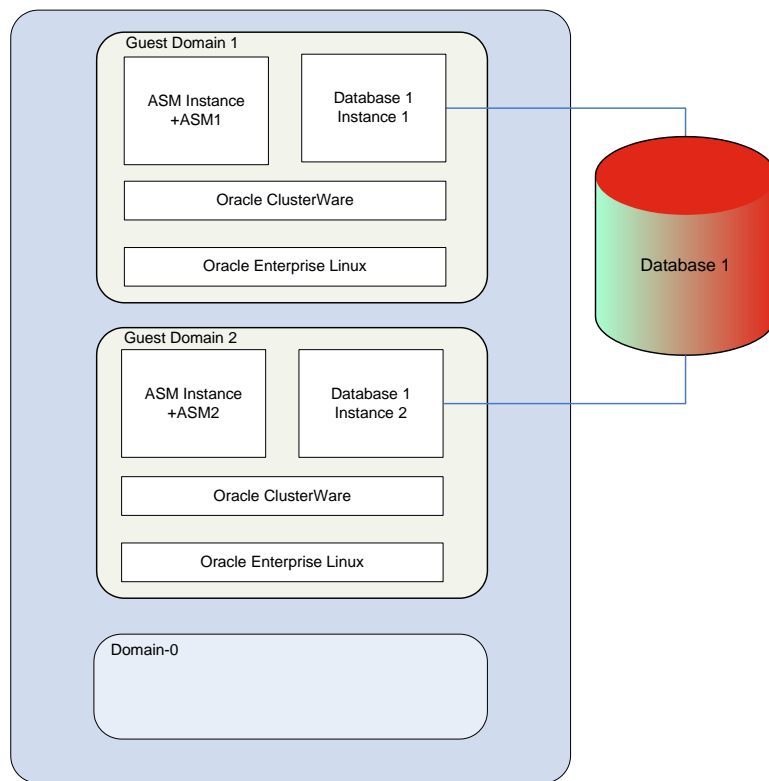 Guest Domain 1
ASM Instance
+ASM1
Database 1
Instance 1
Oracle ClusterWare
Oracle Enterprise Linux
Database 1
Guest Domain 2
ASM Instance
+ASM2
Database 1
Instance 2
Oracle ClusterWare
Oracle Enterprise Linux
Domain-0